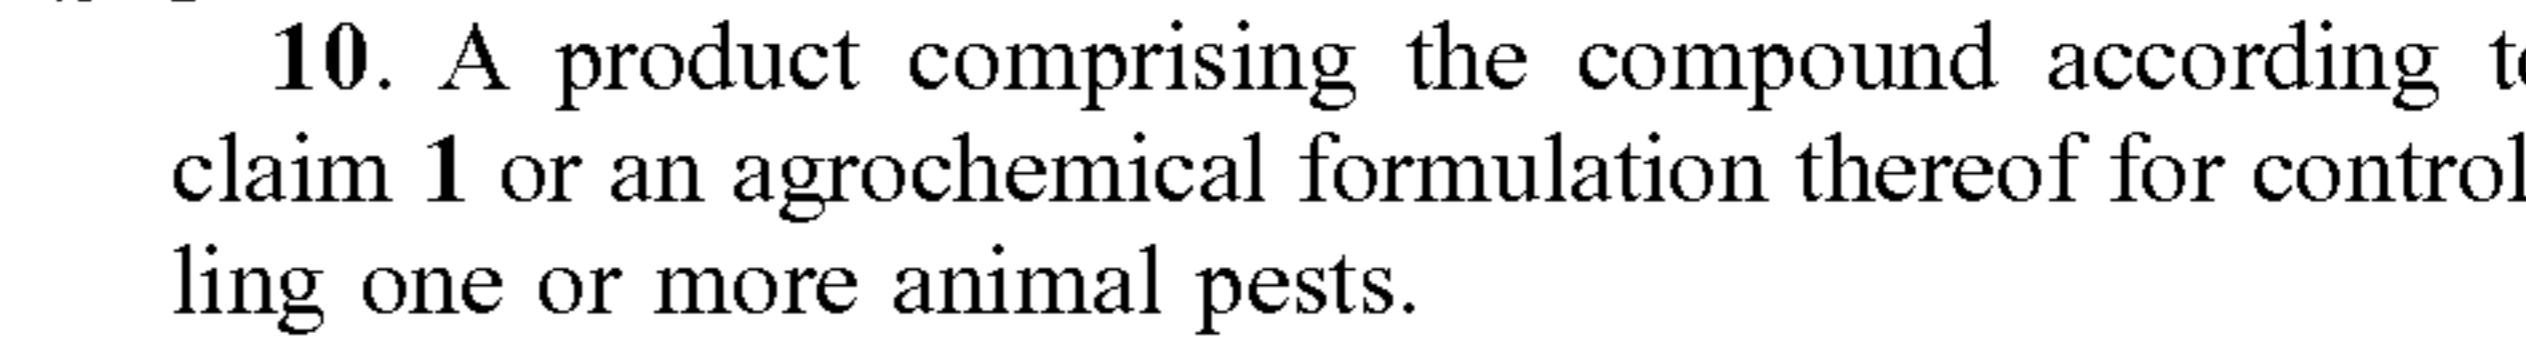 10. A product comprising the compound according to
claim 1 or an agrochemical formulation thereof for control
ling one or more animal pests.